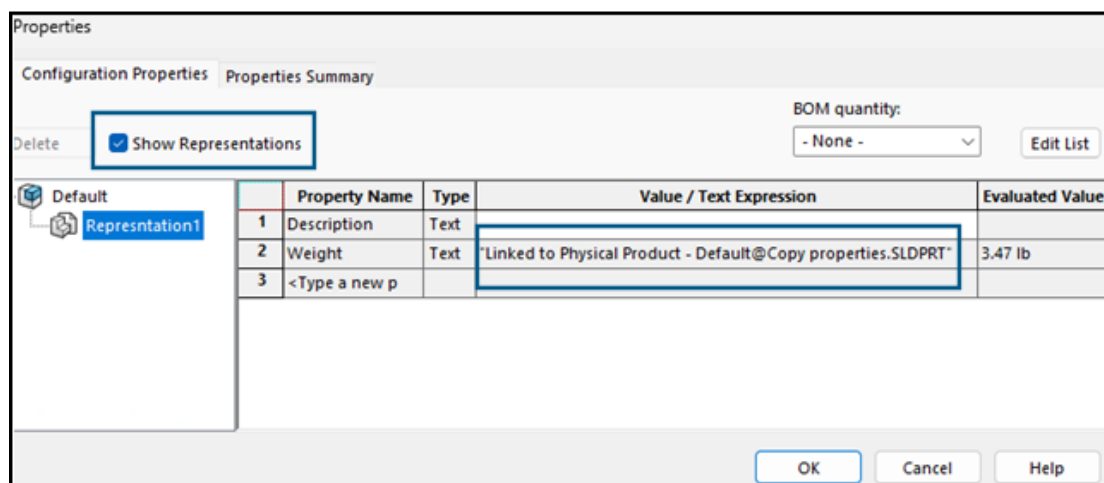 Properties
Configuration Properties Properties Summary
BOM quantity:
Delete Show Representations - None - Edit List
Default
Represntation1
Property Name Type Value / Text Expression Evaluated Value
1 Description Text
2 Weight Text "Linked to Physical Product - Default@Copy properties.SLDPRT" 3.47 lb
3 <Type a new p
OK Cancel Help